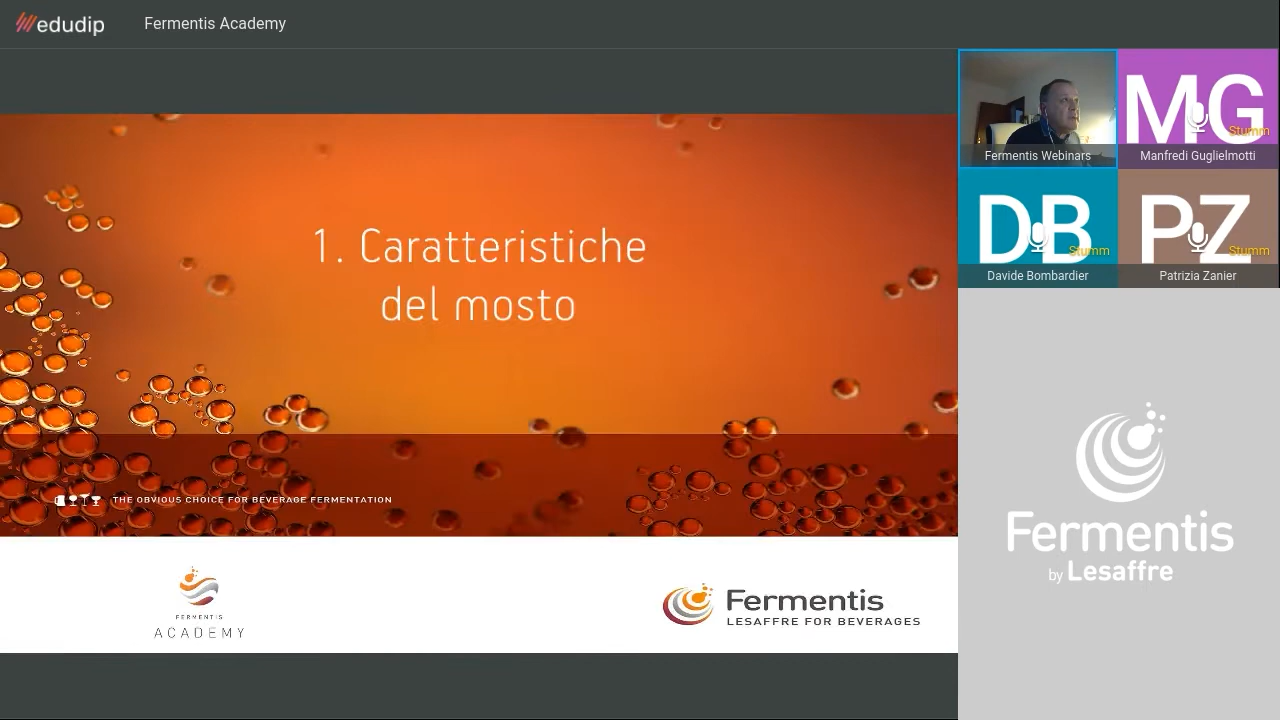 edudip
Fermentis Academy
1. Caratteristiche
del mosto
THE OBVIOUS CHOICE FOR BEVERAGE FERMENTATION
FERMENTIS
ACADEMY
Fermentis
LESAFFRE FOR BEVERAGES
Fermentis Webinars
MG
Stumm
Manfredi Guglielmotti
DB
Stumm
Davide Bombardier
PZ
Stumm
Patrizia Zanier
Fermentis
by Lesaffre